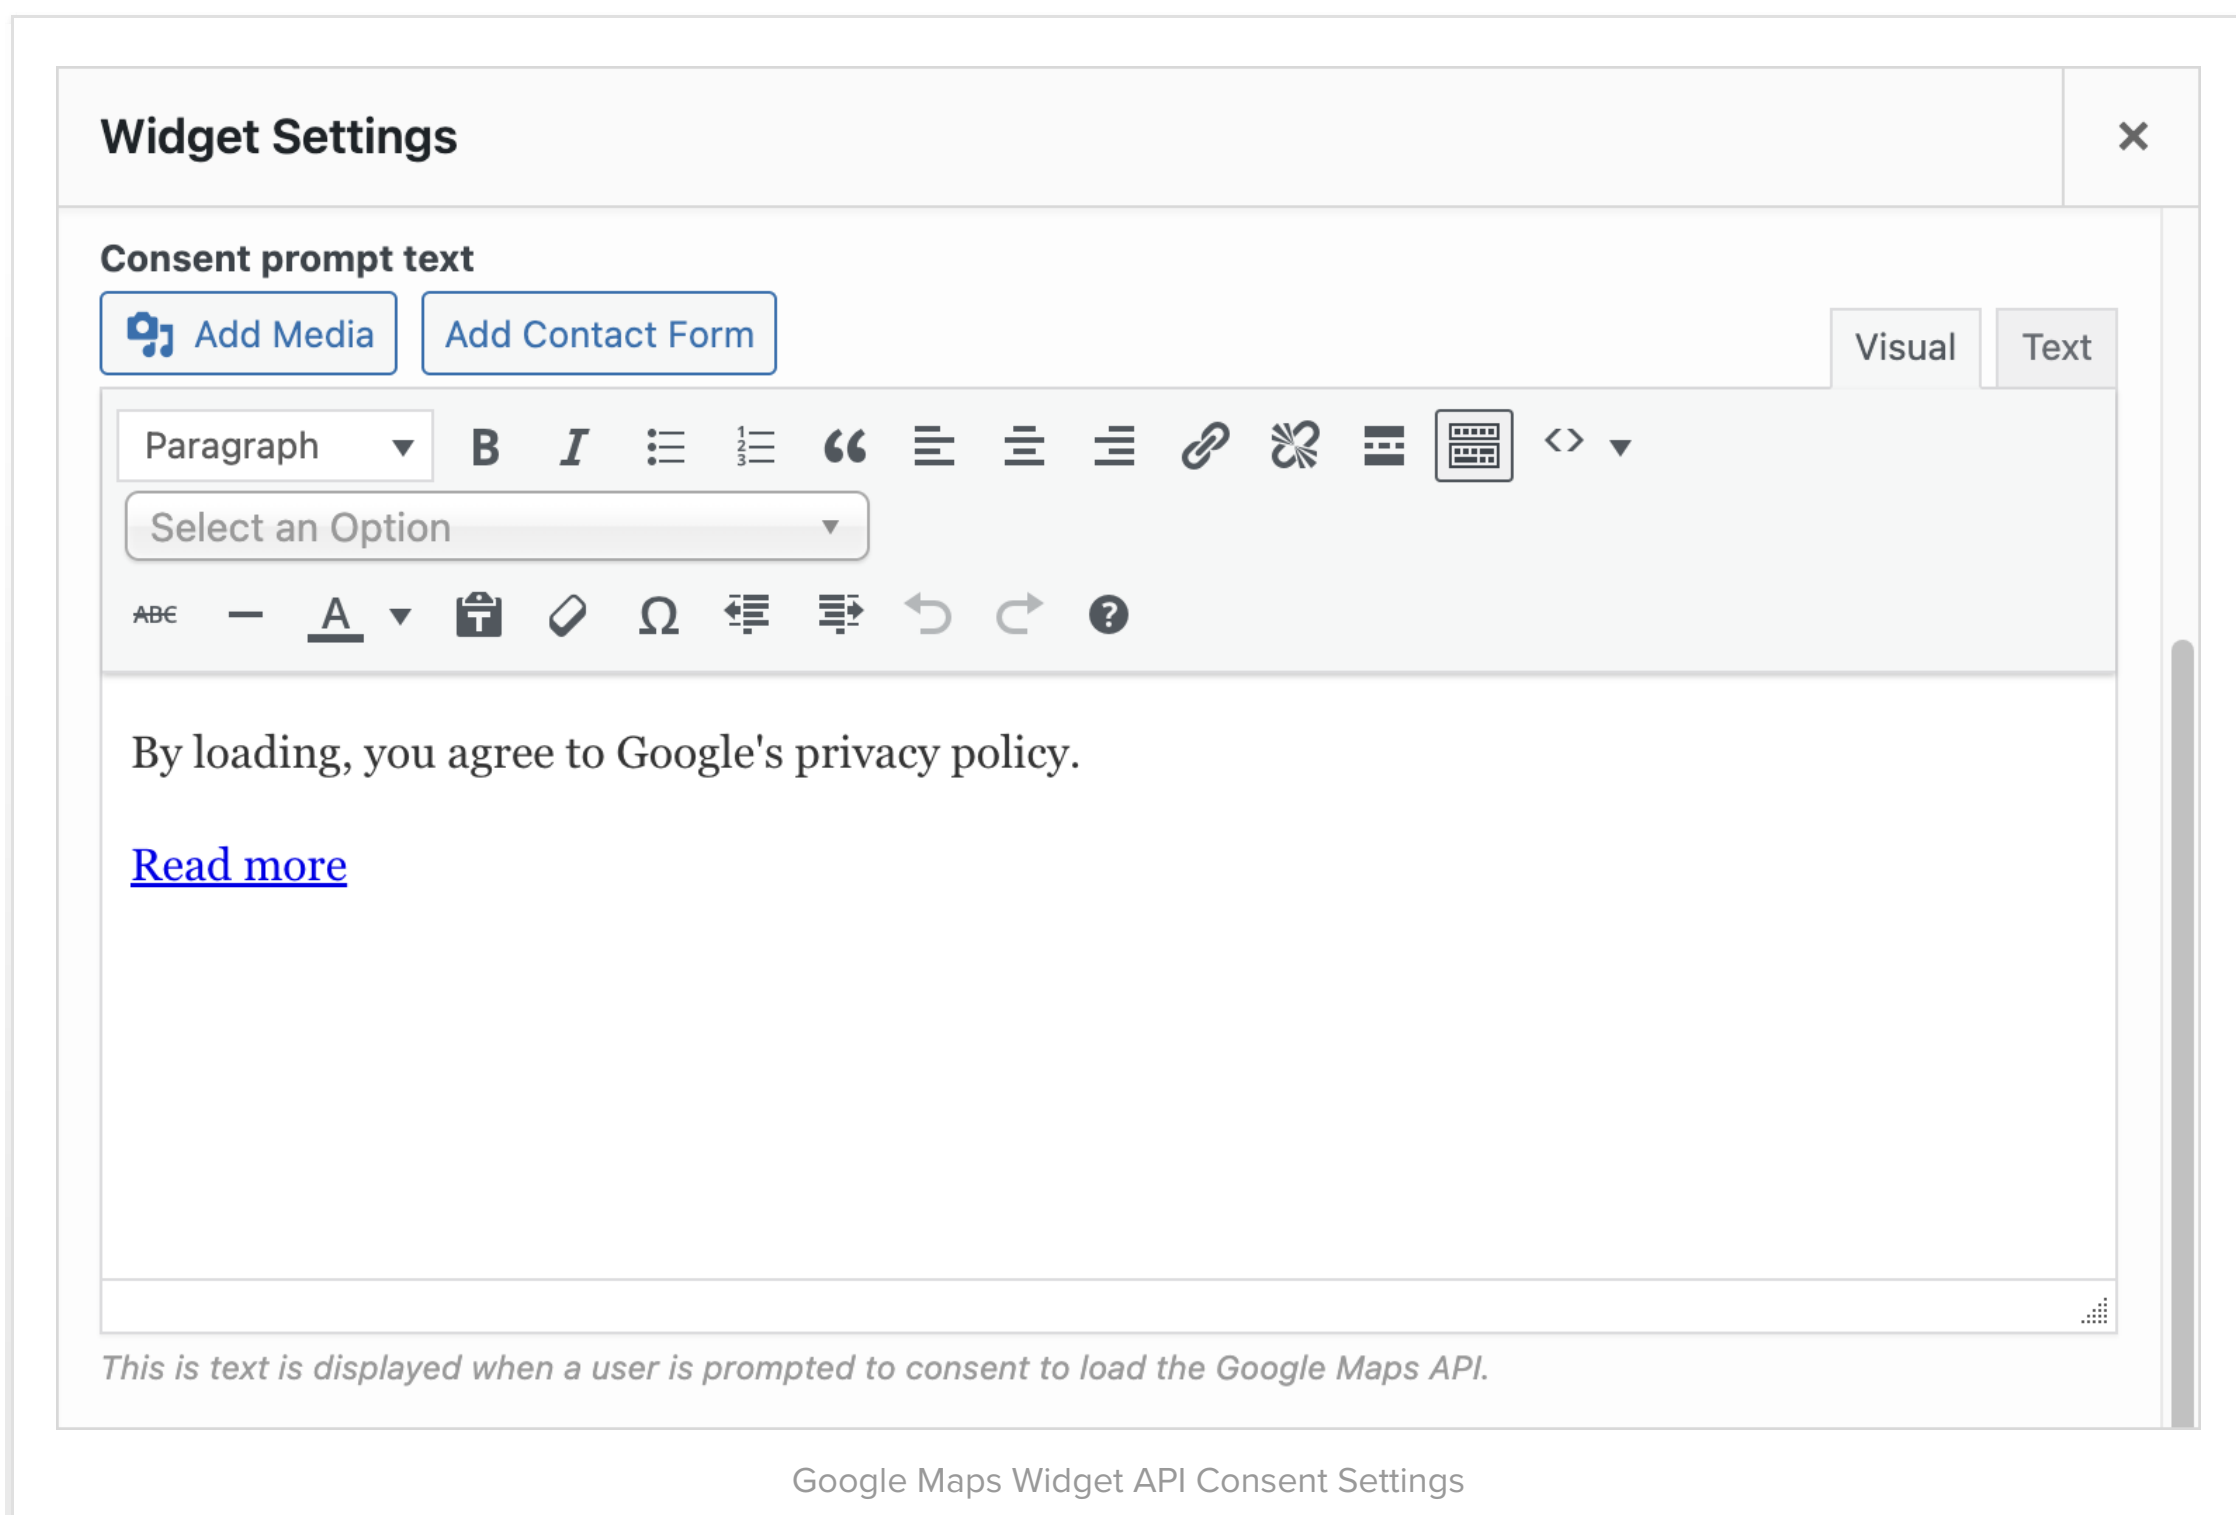 Widget Settings
Consent prompt text
Add Media Add Contact Form
Visual Text
Paragraph
Select an Option
ABC A
By loading, you agree to Google's privacy policy.
Read more
This is text is displayed when a user is prompted to consent to load the Google Maps API.
Google Maps Widget API Consent Settings